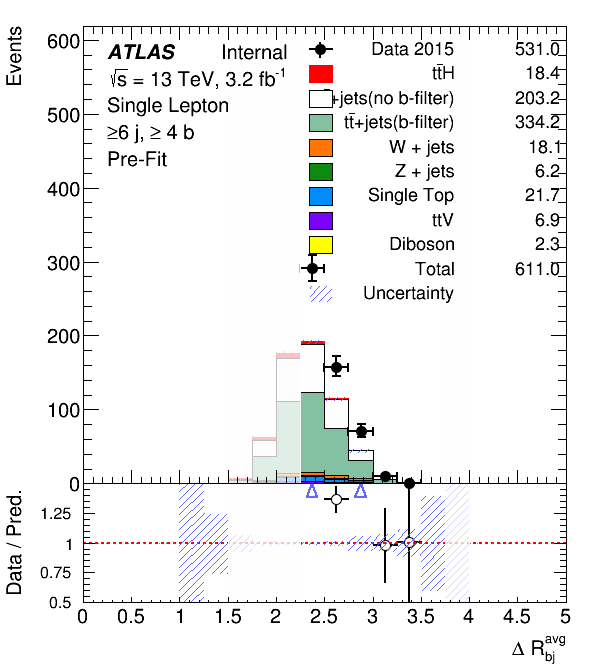 Events
600
500
400
300
200
100
0
ATLAS Internal
√s = 13 TeV, 3.2 fb-1
Single Lepton
≥6 j, ≥ 4 b
Pre-Fit
Data 2015 531.0
tt̄H 18.4
+jets(no b-filter) 203.2
tt̄+jets(b-filter) 334.2
W + jets 18.1
Z + jets 6.2
Single Top 21.7
ttV 6.9
Diboson 2.3
Total 611.0
Uncertainty
Data / Pred.
1.25
1
0.75
0.5
0 0.5 1 1.5 2 2.5 3 3.5 4 4.5 5
Δ R avg bj